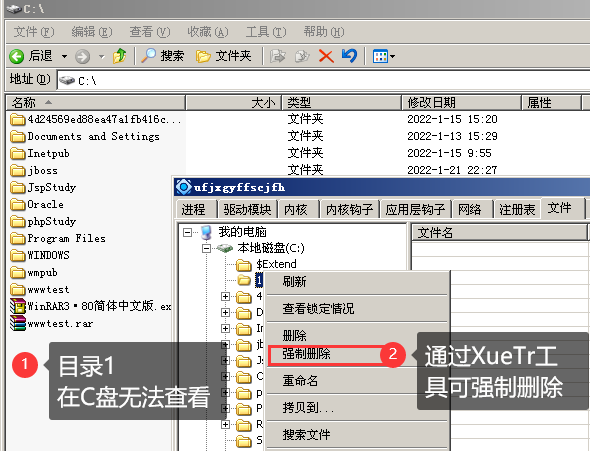 C:\
文件(F) 编辑(E) 查看(V) 收藏(A) 工具(T) 帮助(H)
后退 搜索 文件夹
地址(D) C:\
名称 大小 类型 修改日期 属性
4d24569ed88ea47a1fb416c... 文件夹 2022-1-15 15:20
Documents and Settings 文件夹 2022-1-13 15:29
Inetpub 文件夹 2022-1-15 9:55
jboss 文件夹 2022-1-21 22:27
JspStudy
Oracle
phpStudy
Program Files
WINDOWS
wmpub
wwwtest
WinRAR3·80简体中文版.ex
wwwtest.rar
ufjxgyffscjfh
进程 驱动模块 内核 内核钩子 应用层钩子 网络 注册表 文件
我的电脑
本地磁盘(C:)
$Extend
1
4
D
In
jb
Js
O
p
P
R
S
文件名
刷新
查看锁定情况
删除
强制删除
重命名
拷贝到...
搜索文件
1 目录1
在C盘无法查看
2 通过XueTr工
具可强制删除